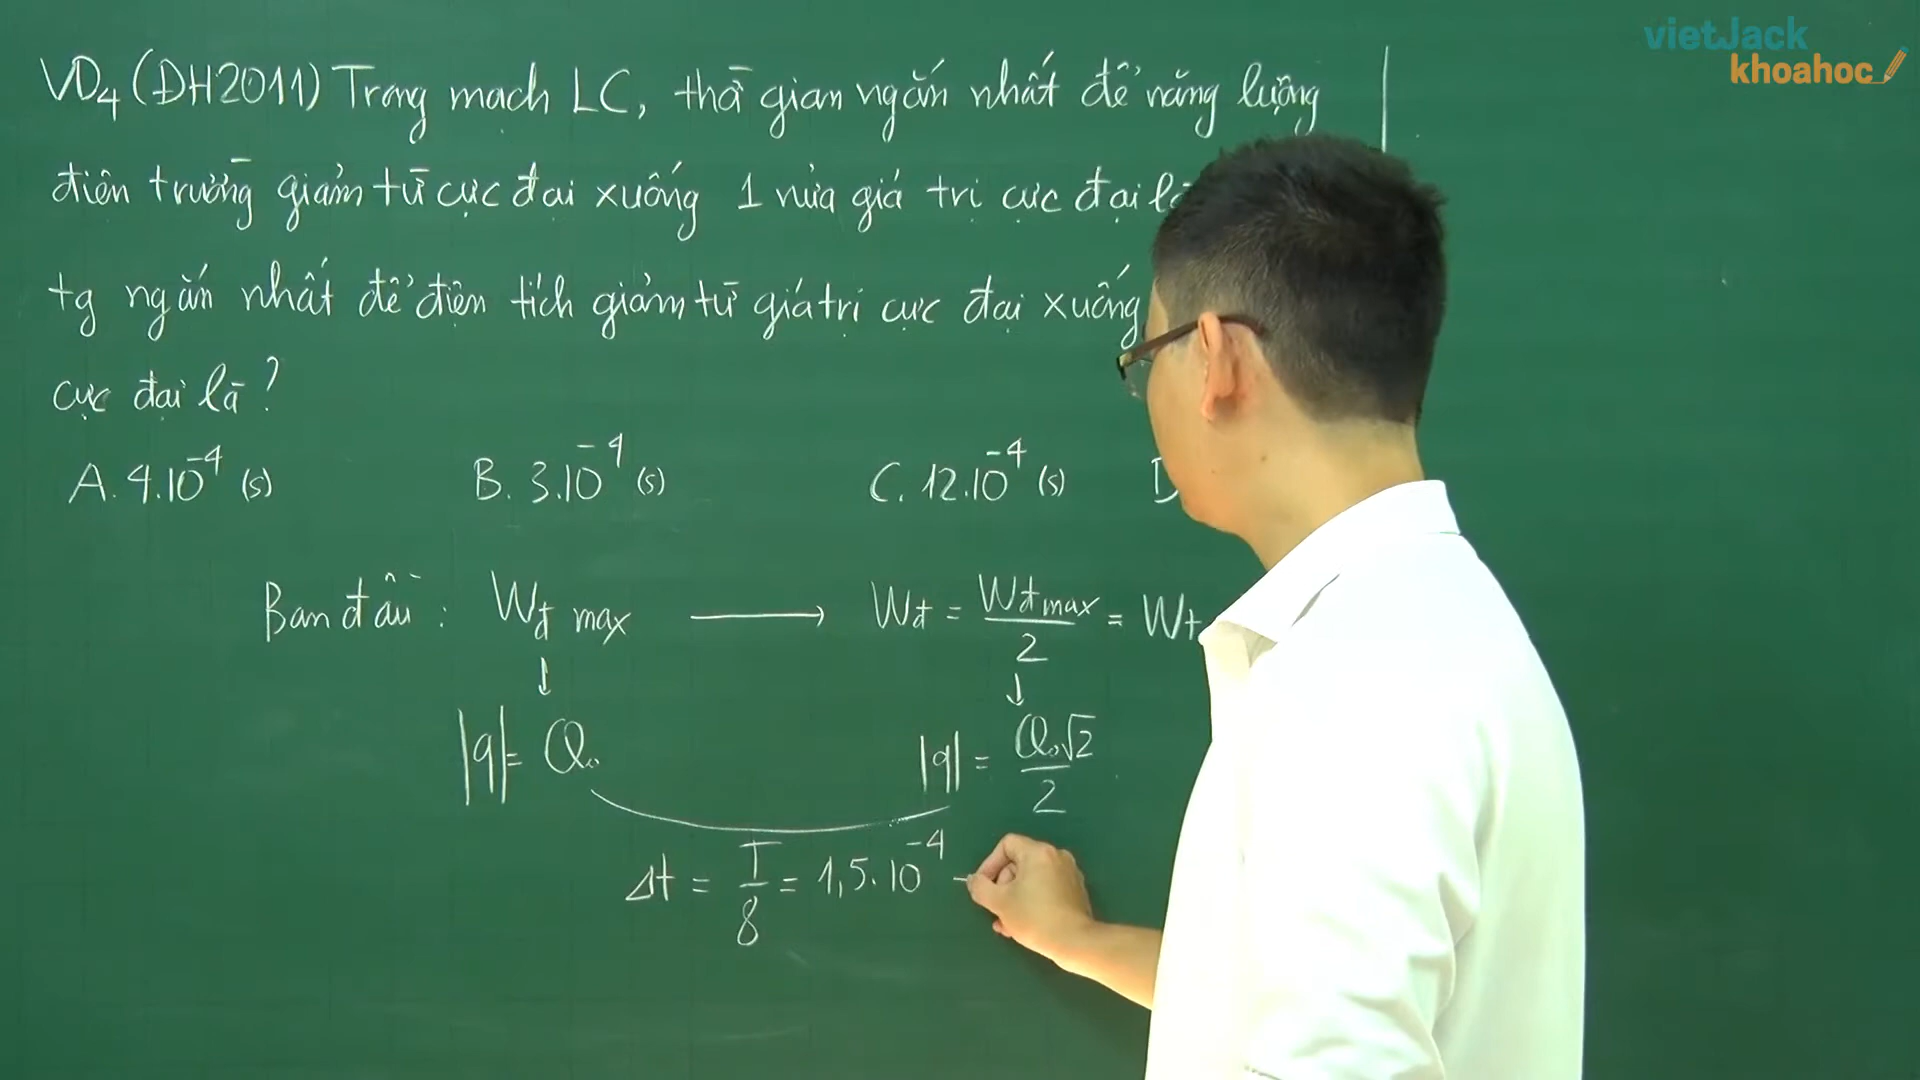 vietJack
khoahoc
VD4 (ĐH2011) Trong mạch LC, thời gian ngắn nhất để năng lượng
điện trường giảm từ cực đại xuống 1 nửa giá trị cực đại là
tg ngắn nhất để điện tích giảm từ giá trị cực đại xuống
cực đại là?
A. 4.10⁻⁴ (s) B. 3.10⁻⁴ (s) C. 12.10⁻⁴ (s) D
Ban đầu: Wđ max ⟶ Wđ = Wđmax/2 = Wt
↓ ↓
|q| = Q₀ |q| = Q₀√2/2
Δt = T/8 = 1,5.10⁻⁴ -